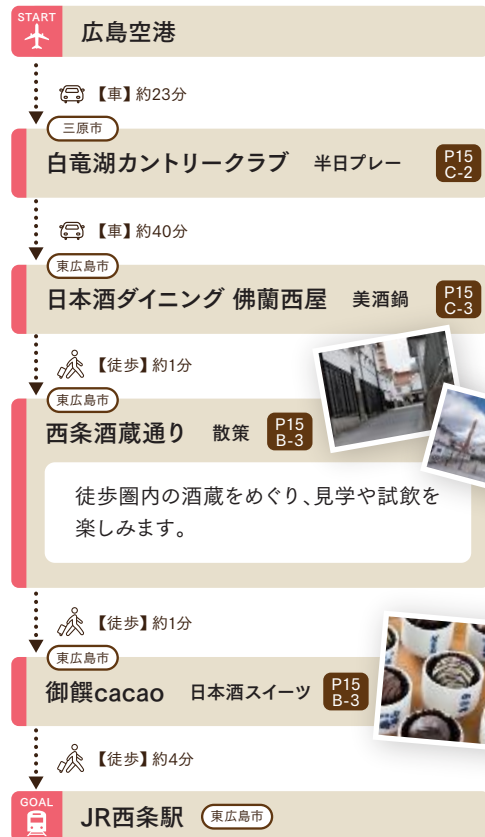 START
広島空港
【車】約23分
三原市
白竜湖カントリークラブ 半日プレー P15 C-2
【車】約40分
東広島市
日本酒ダイニング 佛蘭西屋 美酒鍋 P15 C-3
【徒歩】約1分
東広島市
西条酒蔵通り 散策 P15 B-3
徒歩圏内の酒蔵をめぐり、見学や試飲を
楽しみます。
【徒歩】約1分
東広島市
御饌cacao 日本酒スイーツ P15 B-3
【徒歩】約4分
GOAL
JR西条駅 東広島市